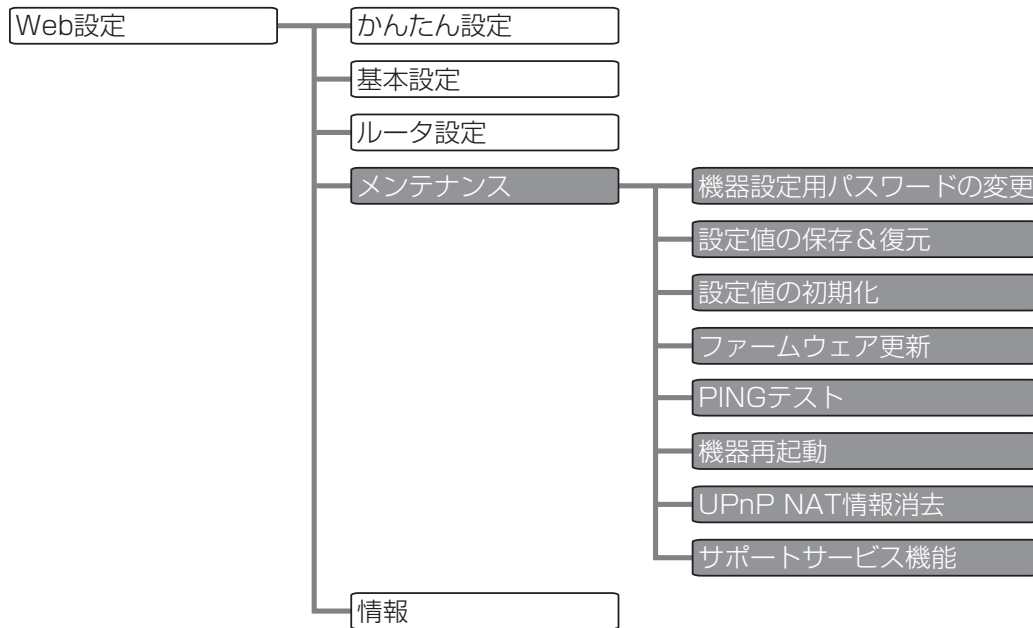 Web設定
かんたん設定
基本設定
ルータ設定
メンテナンス
機器設定用パスワードの変更
設定値の保存＆復元
設定値の初期化
ファームウェア更新
PINGテスト
機器再起動
UPnP NAT情報消去
サポートサービス機能
情報